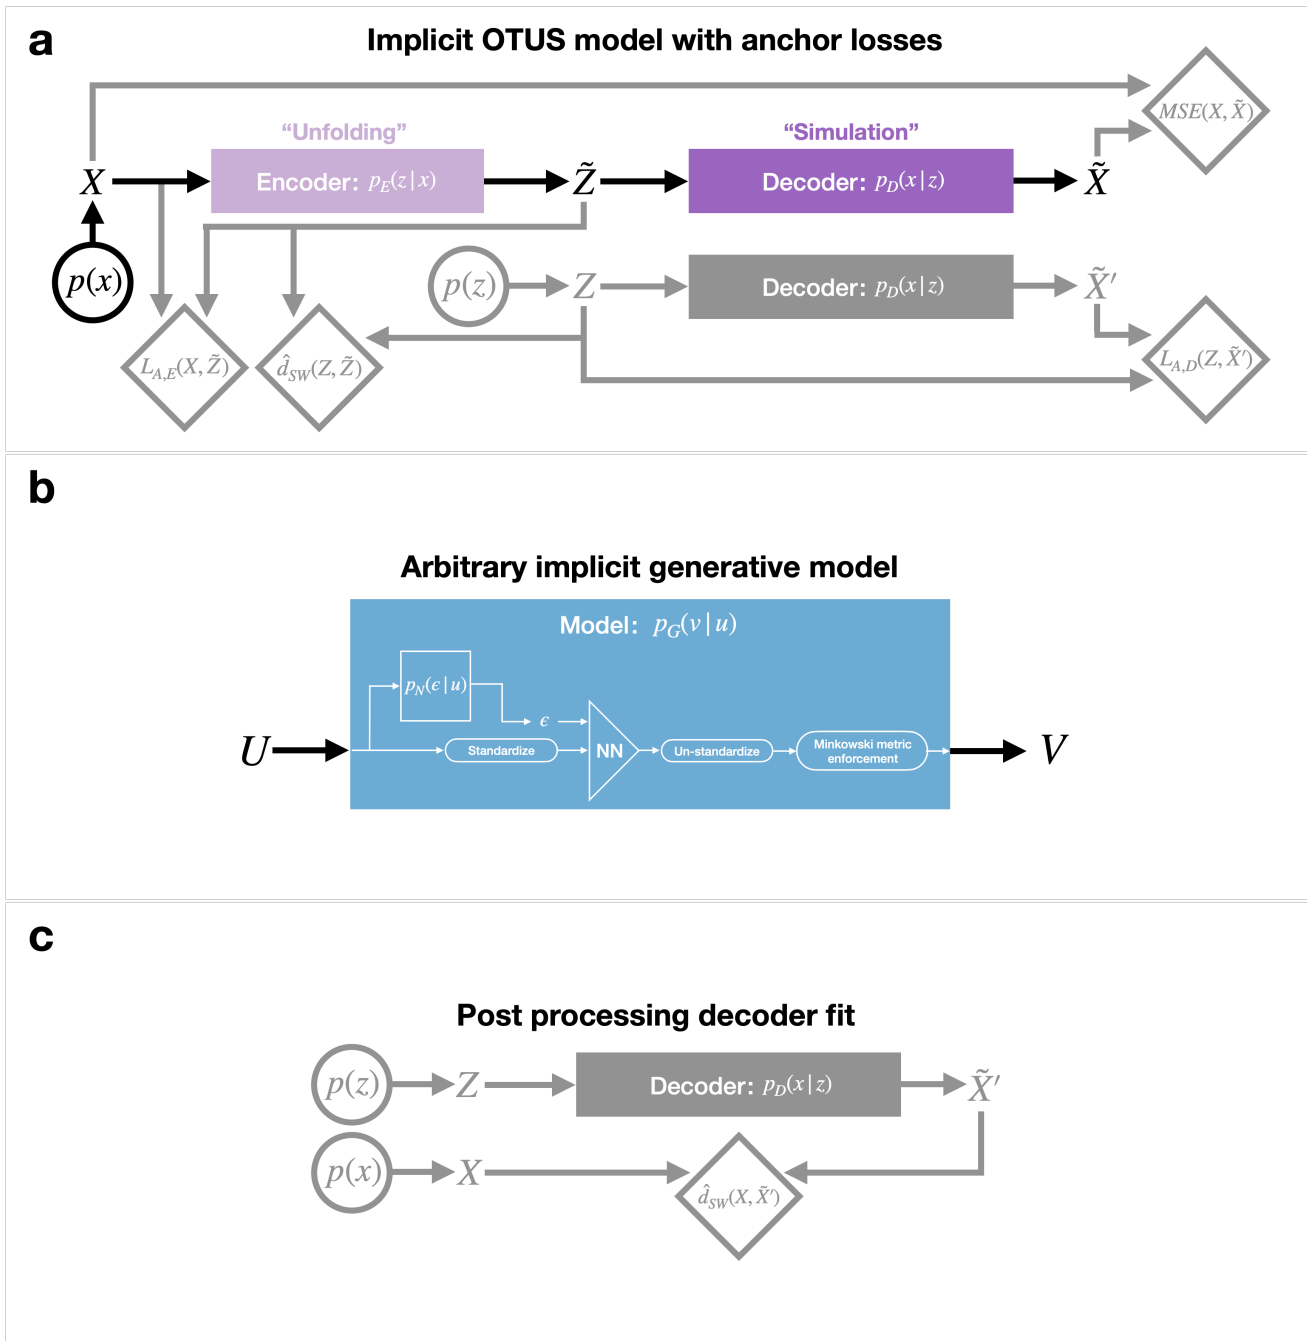 a
Implicit OTUS model with anchor losses
MSE(X, X̃)
“Unfolding”
“Simulation”
X
Encoder: p_E(z|x)
Z̃
Decoder: p_D(x|z)
X̃
p(x)
p(z)
Z
Decoder: p_D(x|z)
X̃′
L_{A,E}(X, Z̃)
d̂_{SW}(Z, Z̃)
L_{A,D}(Z, X̃′)
b
Arbitrary implicit generative model
Model: p_G(v|u)
p_N(ϵ|u)
ϵ
U
Standardize
NN
Un-standardize
Minkowski metric
enforcement
V
c
Post processing decoder fit
p(z)
Z
Decoder: p_D(x|z)
X̃′
p(x)
X
d̂_{SW}(X, X̃′)